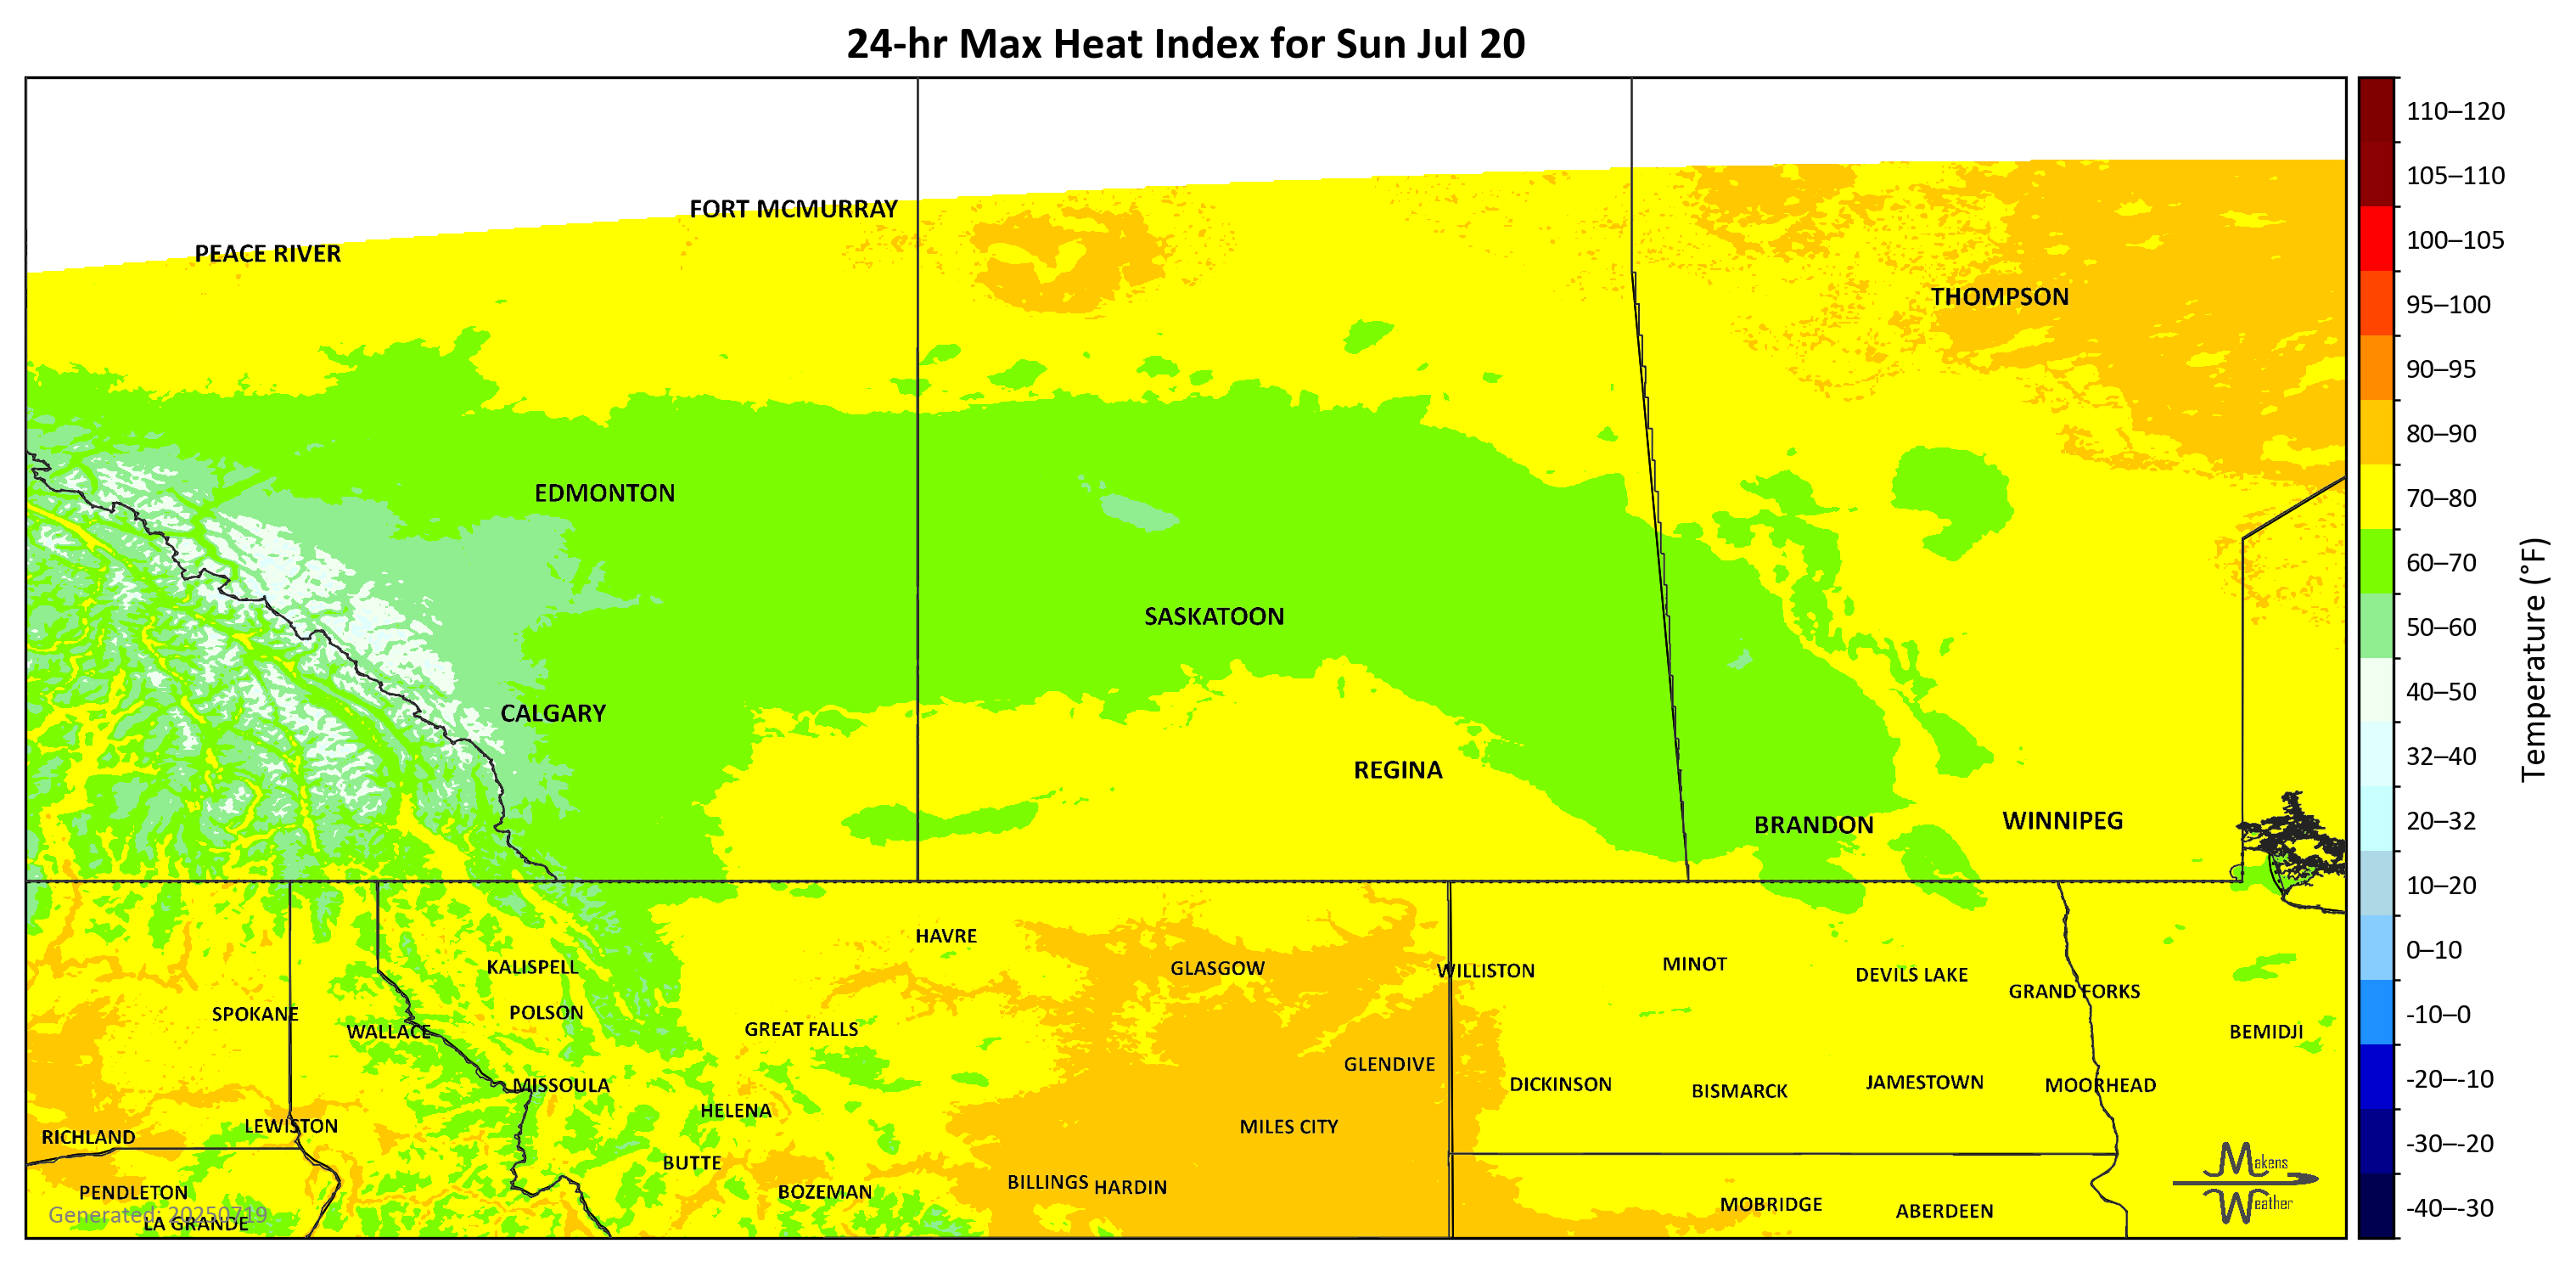 24-hr Max Heat Index for Sun Jul 20
FORT MCMURRAY
PEACE RIVER
THOMPSON
EDMONTON
SASKATOON
CALGARY
REGINA
BRANDON
WINNIPEG
HAVRE
GLASGOW
KALISPELL
WILLISTON
MINOT
DEVILS LAKE
GRAND FORKS
SPOKANE
POLSON
WALLACE
GREAT FALLS
BEMIDJI
GLENDIVE
MISSOULA
DICKINSON
BISMARCK
JAMESTOWN
MOORHEAD
HELENA
LEWISTON
MILES CITY
RICHLAND
BUTTE
PENDLETON
BOZEMAN
BILLINGS
HARDIN
MOBRIDGE
ABERDEEN
Generated: 20250719
LA GRANDE
Makens
Weather
110–120
105–110
100–105
95–100
90–95
80–90
70–80
60–70
50–60
40–50
32–40
20–32
10–20
0–10
-10–0
-20–-10
-30–-20
-40–-30
Temperature (°F)